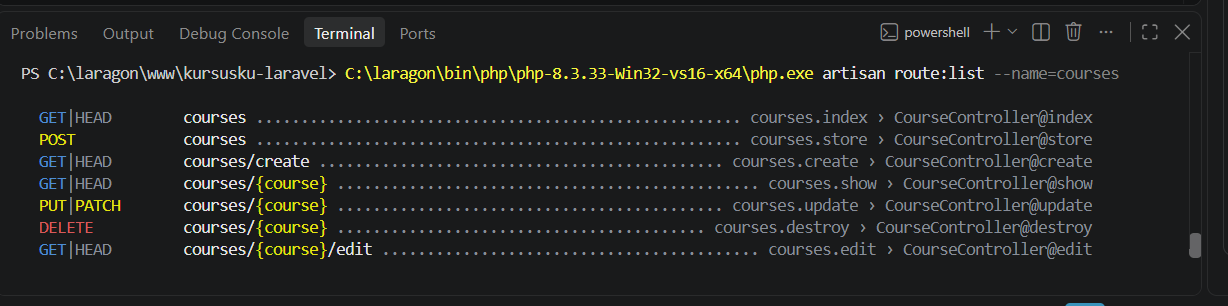 Problems Output Debug Console Terminal Ports powershell
PS C:\laragon\www\kursusku-laravel> C:\laragon\bin\php\php-8.3.33-Win32-vs16-x64\php.exe artisan route:list --name=courses
GET|HEAD courses ...................................................... courses.index › CourseController@index
POST courses ...................................................... courses.store › CourseController@store
GET|HEAD courses/create ............................................. courses.create › CourseController@create
GET|HEAD courses/{course} ............................................... courses.show › CourseController@show
PUT|PATCH courses/{course} ........................................... courses.update › CourseController@update
DELETE courses/{course} ......................................... courses.destroy › CourseController@destroy
GET|HEAD courses/{course}/edit .......................................... courses.edit › CourseController@edit